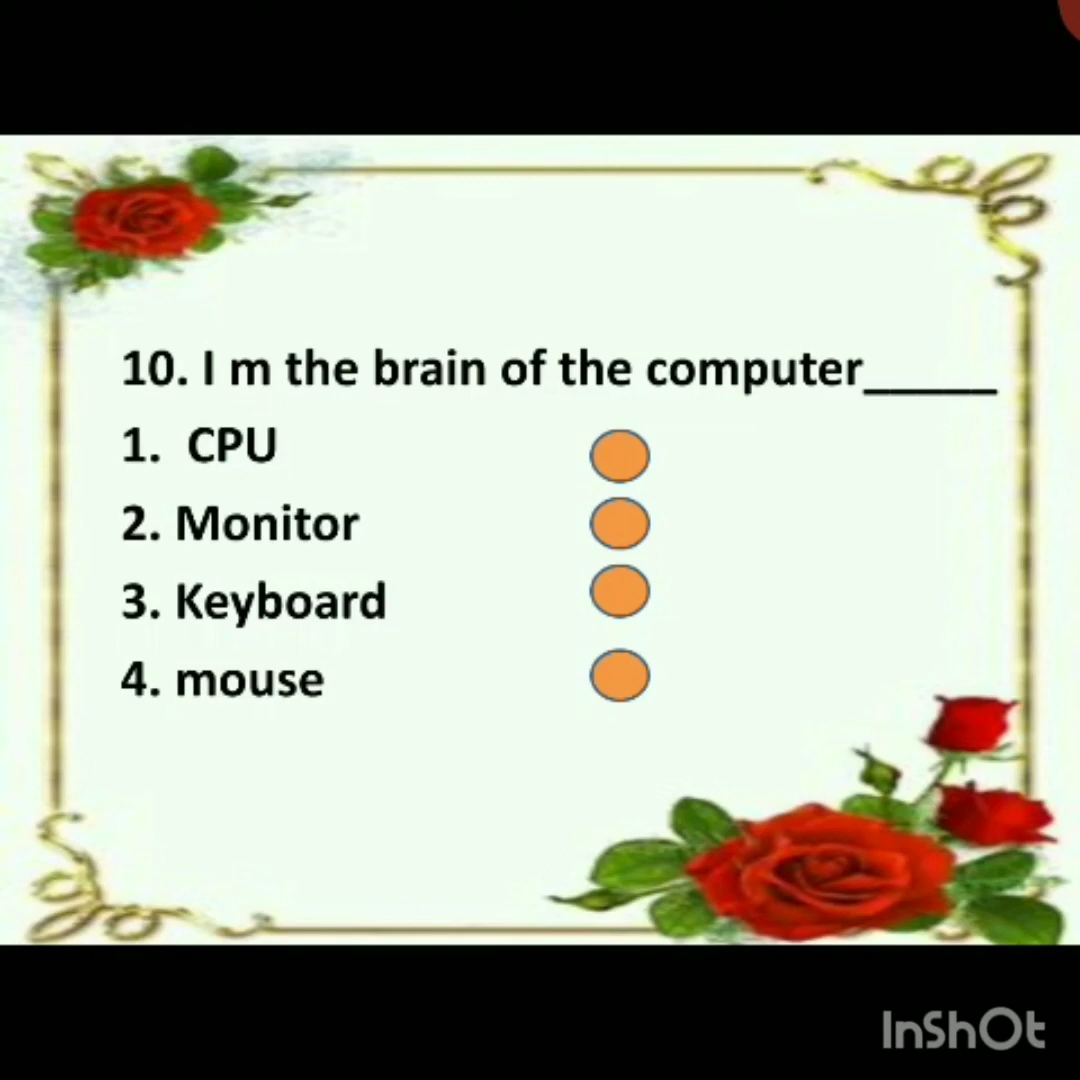 10. I m the brain of the computer_____
1. CPU
2. Monitor
3. Keyboard
4. mouse
InShOt